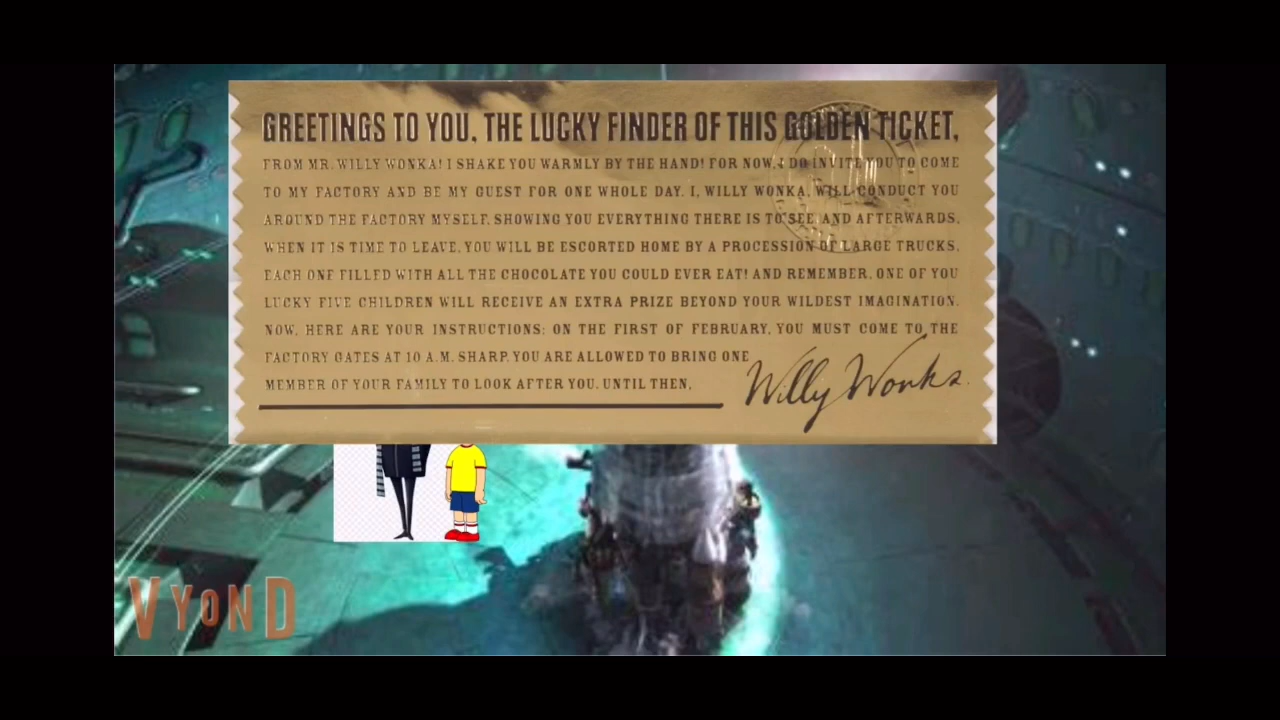 GREETINGS TO YOU, THE LUCKY FINDER OF THIS GOLDEN TICKET,
FROM MR. WILLY WONKA! I SHAKE YOU WARMLY BY THE HAND! FOR NOW, I DO INVITE YOU TO COME
TO MY FACTORY AND BE MY GUEST FOR ONE WHOLE DAY. I, WILLY WONKA, WILL CONDUCT YOU
AROUND THE FACTORY MYSELF, SHOWING YOU EVERYTHING THERE IS TO SEE, AND AFTERWARDS,
WHEN IT IS TIME TO LEAVE, YOU WILL BE ESCORTED HOME BY A PROCESSION OF LARGE TRUCKS,
EACH ONE FILLED WITH ALL THE CHOCOLATE YOU COULD EVER EAT! AND REMEMBER, ONE OF YOU
LUCKY FIVE CHILDREN WILL RECEIVE AN EXTRA PRIZE BEYOND YOUR WILDEST IMAGINATION.
NOW, HERE ARE YOUR INSTRUCTIONS: ON THE FIRST OF FEBRUARY, YOU MUST COME TO THE
FACTORY GATES AT 10 A.M. SHARP. YOU ARE ALLOWED TO BRING ONE
MEMBER OF YOUR FAMILY TO LOOK AFTER YOU. UNTIL THEN,
Willy Wonka.
VYOND